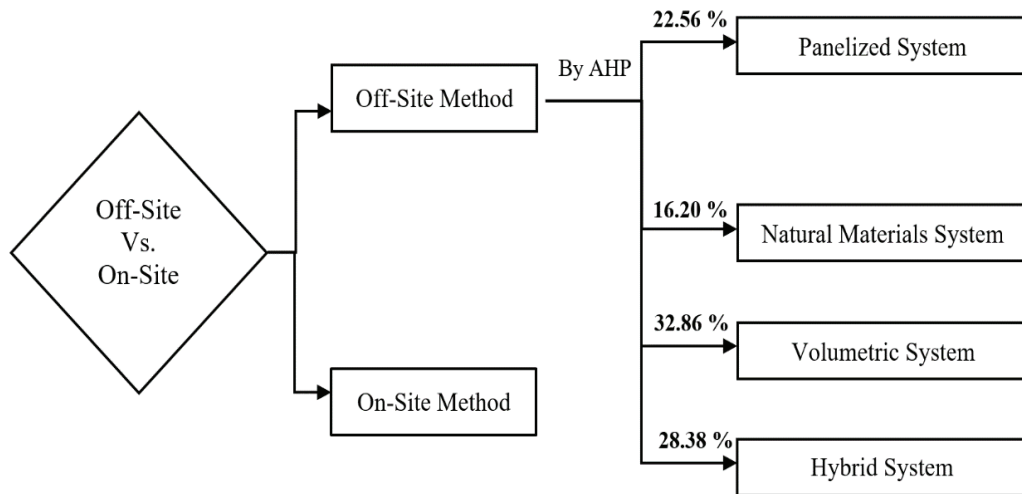 22.56 %
Panelized System
By AHP
Off-Site Method
Off-Site
Vs.
On-Site
16.20 %
Natural Materials System
32.86 %
Volumetric System
On-Site Method
28.38 %
Hybrid System